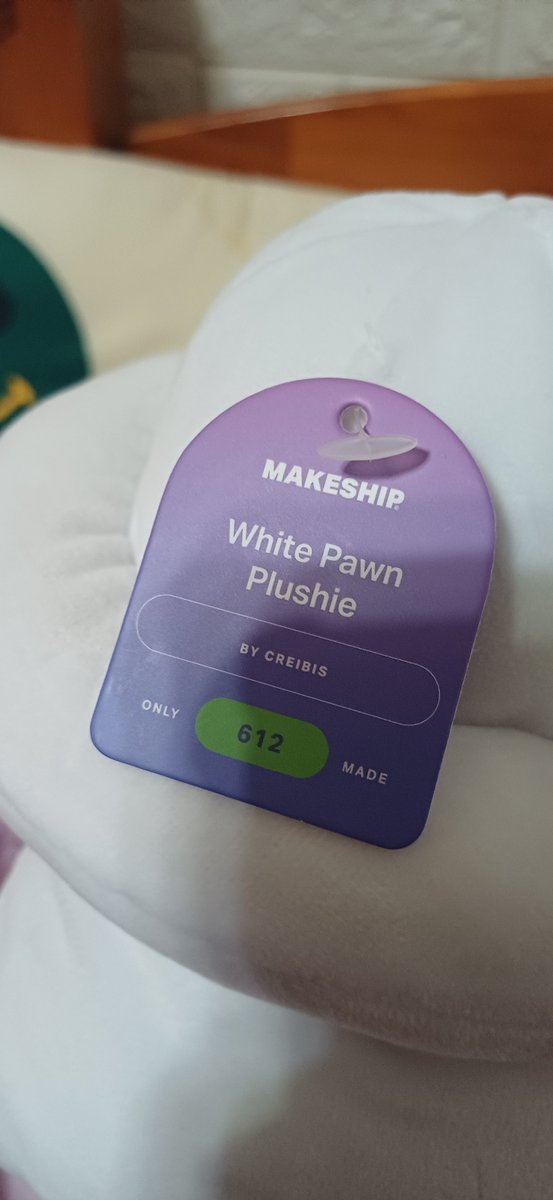 MAKESHIP
White Pawn
Plushie
BY CREIBIS
ONLY 612 MADE